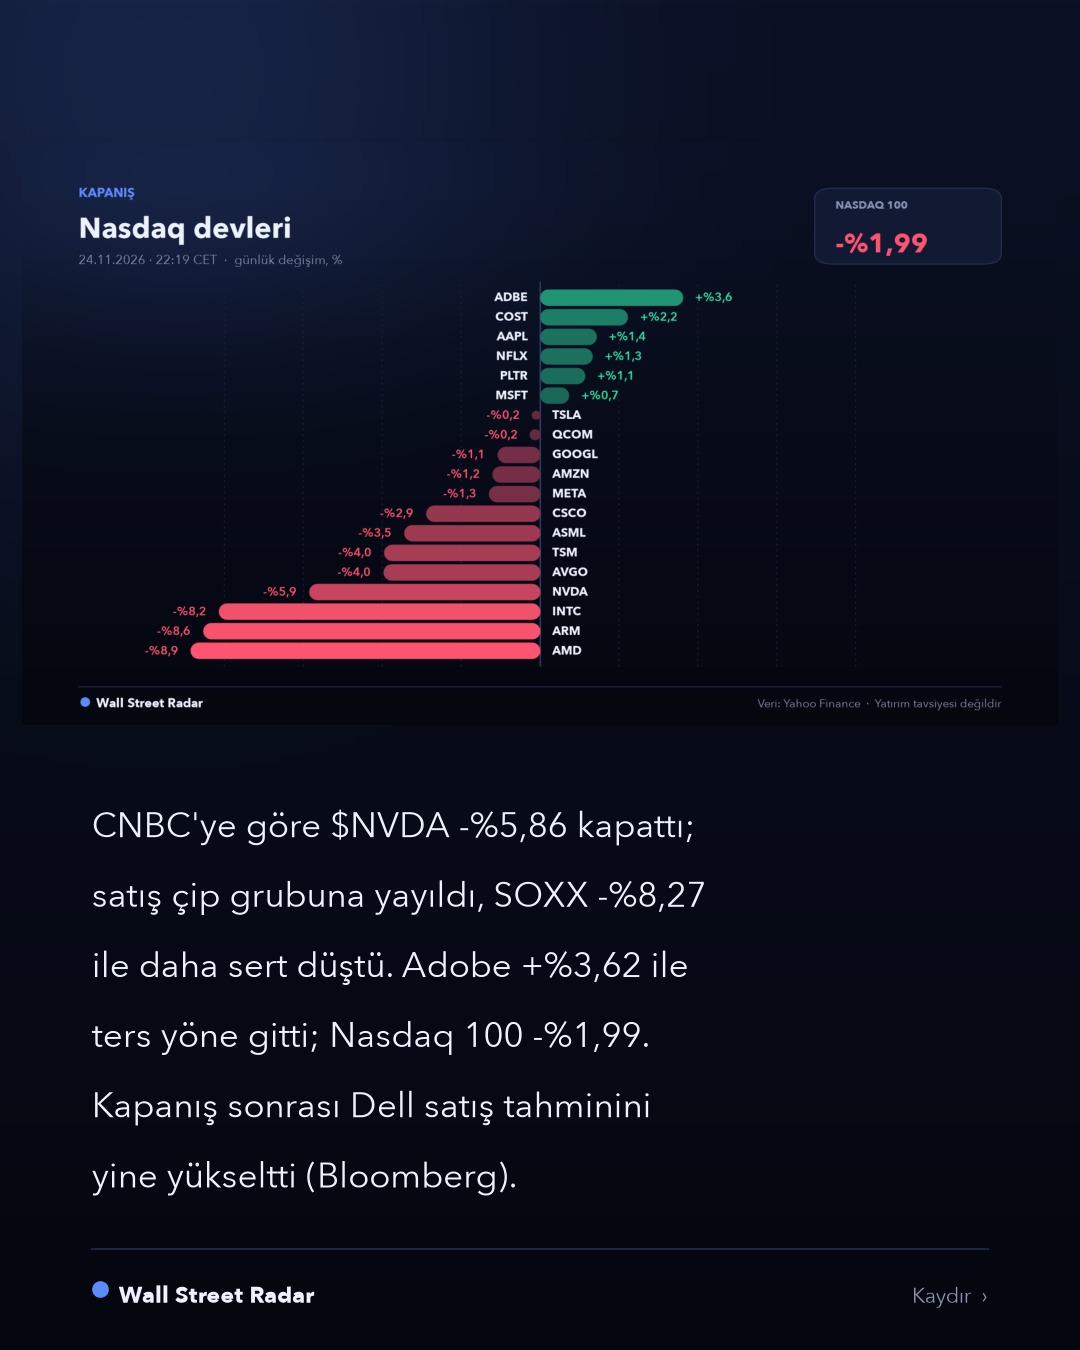 KAPANIŞ
Nasdaq devleri
24.11.2026 · 22:19 CET · günlük değişim, %
NASDAQ 100
-%1,99
ADBE +%3,6
COST +%2,2
AAPL +%1,4
NFLX +%1,3
PLTR +%1,1
MSFT +%0,7
-%0,2 TSLA
-%0,2 QCOM
-%1,1 GOOGL
-%1,2 AMZN
-%1,3 META
-%2,9 CSCO
-%3,5 ASML
-%4,0 TSM
-%4,0 AVGO
-%5,9 NVDA
-%8,2 INTC
-%8,6 ARM
-%8,9 AMD
Wall Street Radar
Veri: Yahoo Finance · Yatırım tavsiyesi değildir
CNBC'ye göre $NVDA -%5,86 kapattı;
satış çip grubuna yayıldı, SOXX -%8,27
ile daha sert düştü. Adobe +%3,62 ile
ters yöne gitti; Nasdaq 100 -%1,99.
Kapanış sonrası Dell satış tahminini
yine yükseltti (Bloomberg).
Wall Street Radar
Kaydır ›